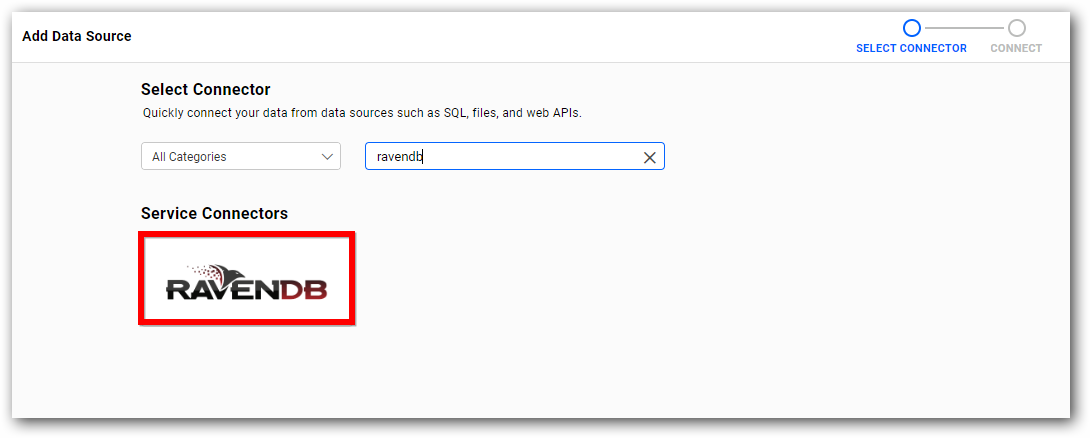 Add Data Source
SELECT CONNECTOR
CONNECT
Select Connector
Quickly connect your data from data sources such as SQL, files, and web APIs.
All Categories
ravendb
Service Connectors
RAVENDB